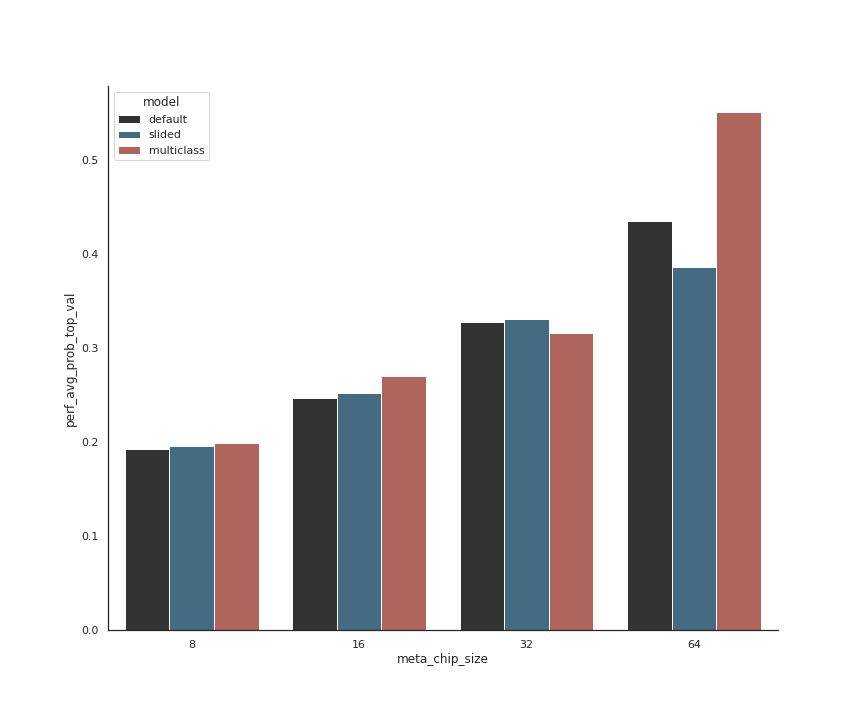 model
default
slided
multiclass
0.5
0.4
0.3
0.2
0.1
0.0
perf_avg_prob_top_val
8 16 32 64
meta_chip_size